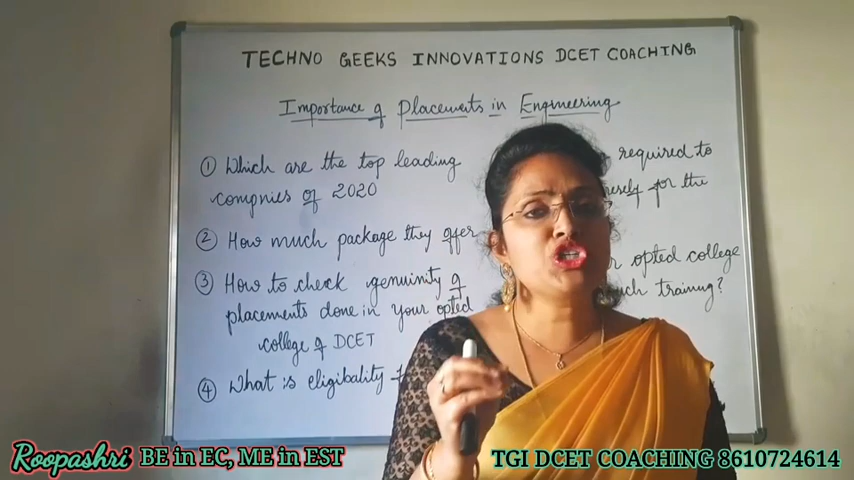 TECHNO GEEKS INNOVATIONS DCET COACHING
Importance of Placements in Engineering
① Which are the top leading
compnies of 2020
② How much package they offer
③ How to check genuinity of
placements done in your opted
college of DCET
④ What is eligibality
required to
for the
opted college
training?
Roopashri BE in EC, ME in EST
TGI DCET COACHING 8610724614